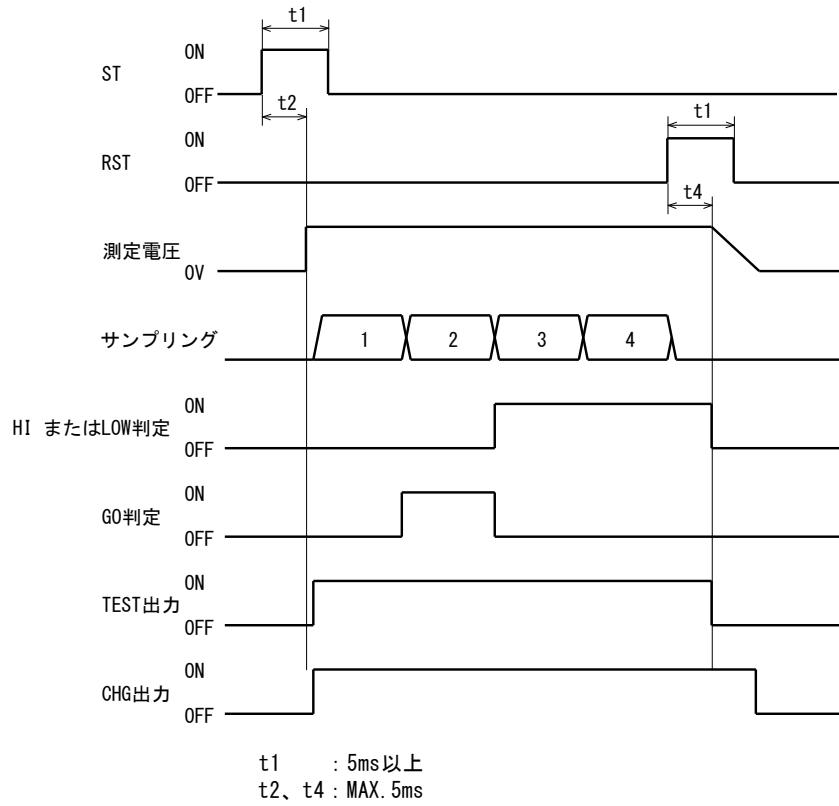 t1
ST
ON
OFF
t2
t1
RST
ON
OFF
t4
測定電圧
0V
サンプリング
1 2 3 4
HI またはLOW判定
ON
OFF
GO判定
ON
OFF
TEST出力
ON
OFF
CHG出力
ON
OFF
t1 : 5ms以上
t2、t4 : MAX.5ms